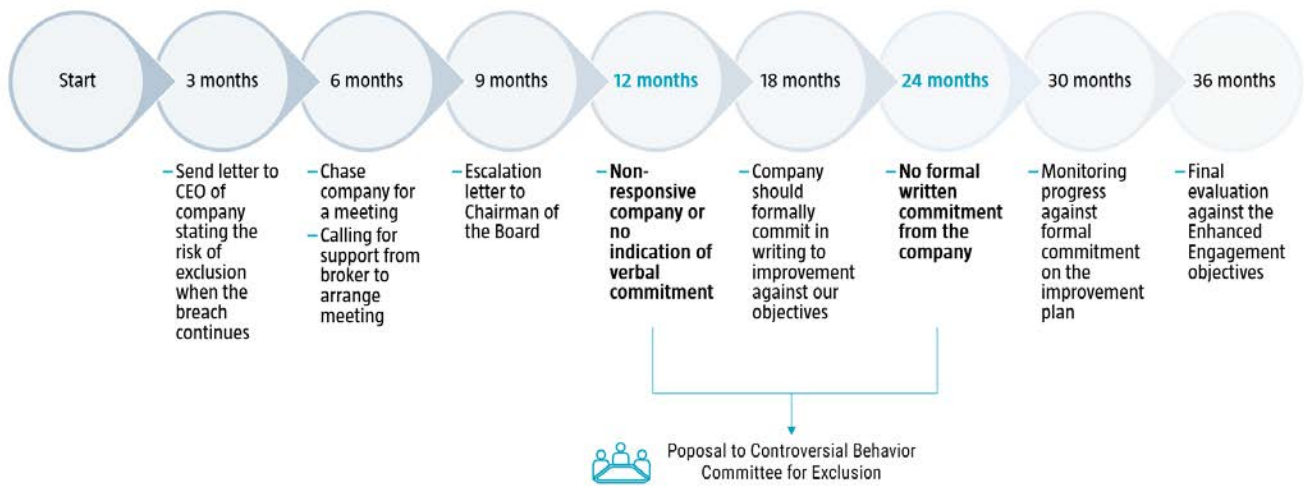 Start
3 months
6 months
9 months
12 months
18 months
24 months
30 months
36 months
– Send letter to
CEO of
company
stating the
risk of
exclusion
when the
breach
continues
– Chase
company for
a meeting
– Calling for
support from
broker to
arrange
meeting
– Escalation
letter to
Chairman of
the Board
– Non-
responsive
company or
no
indication of
verbal
commitment
– Company
should
formally
commit in
writing to
improvement
against our
objectives
– No formal
written
commitment
from the
company
– Monitoring
progress
against
formal
commitment
on the
improvement
plan
– Final
evaluation
against the
Enhanced
Engagement
objectives
Poposal to Controversial Behavior
Committee for Exclusion